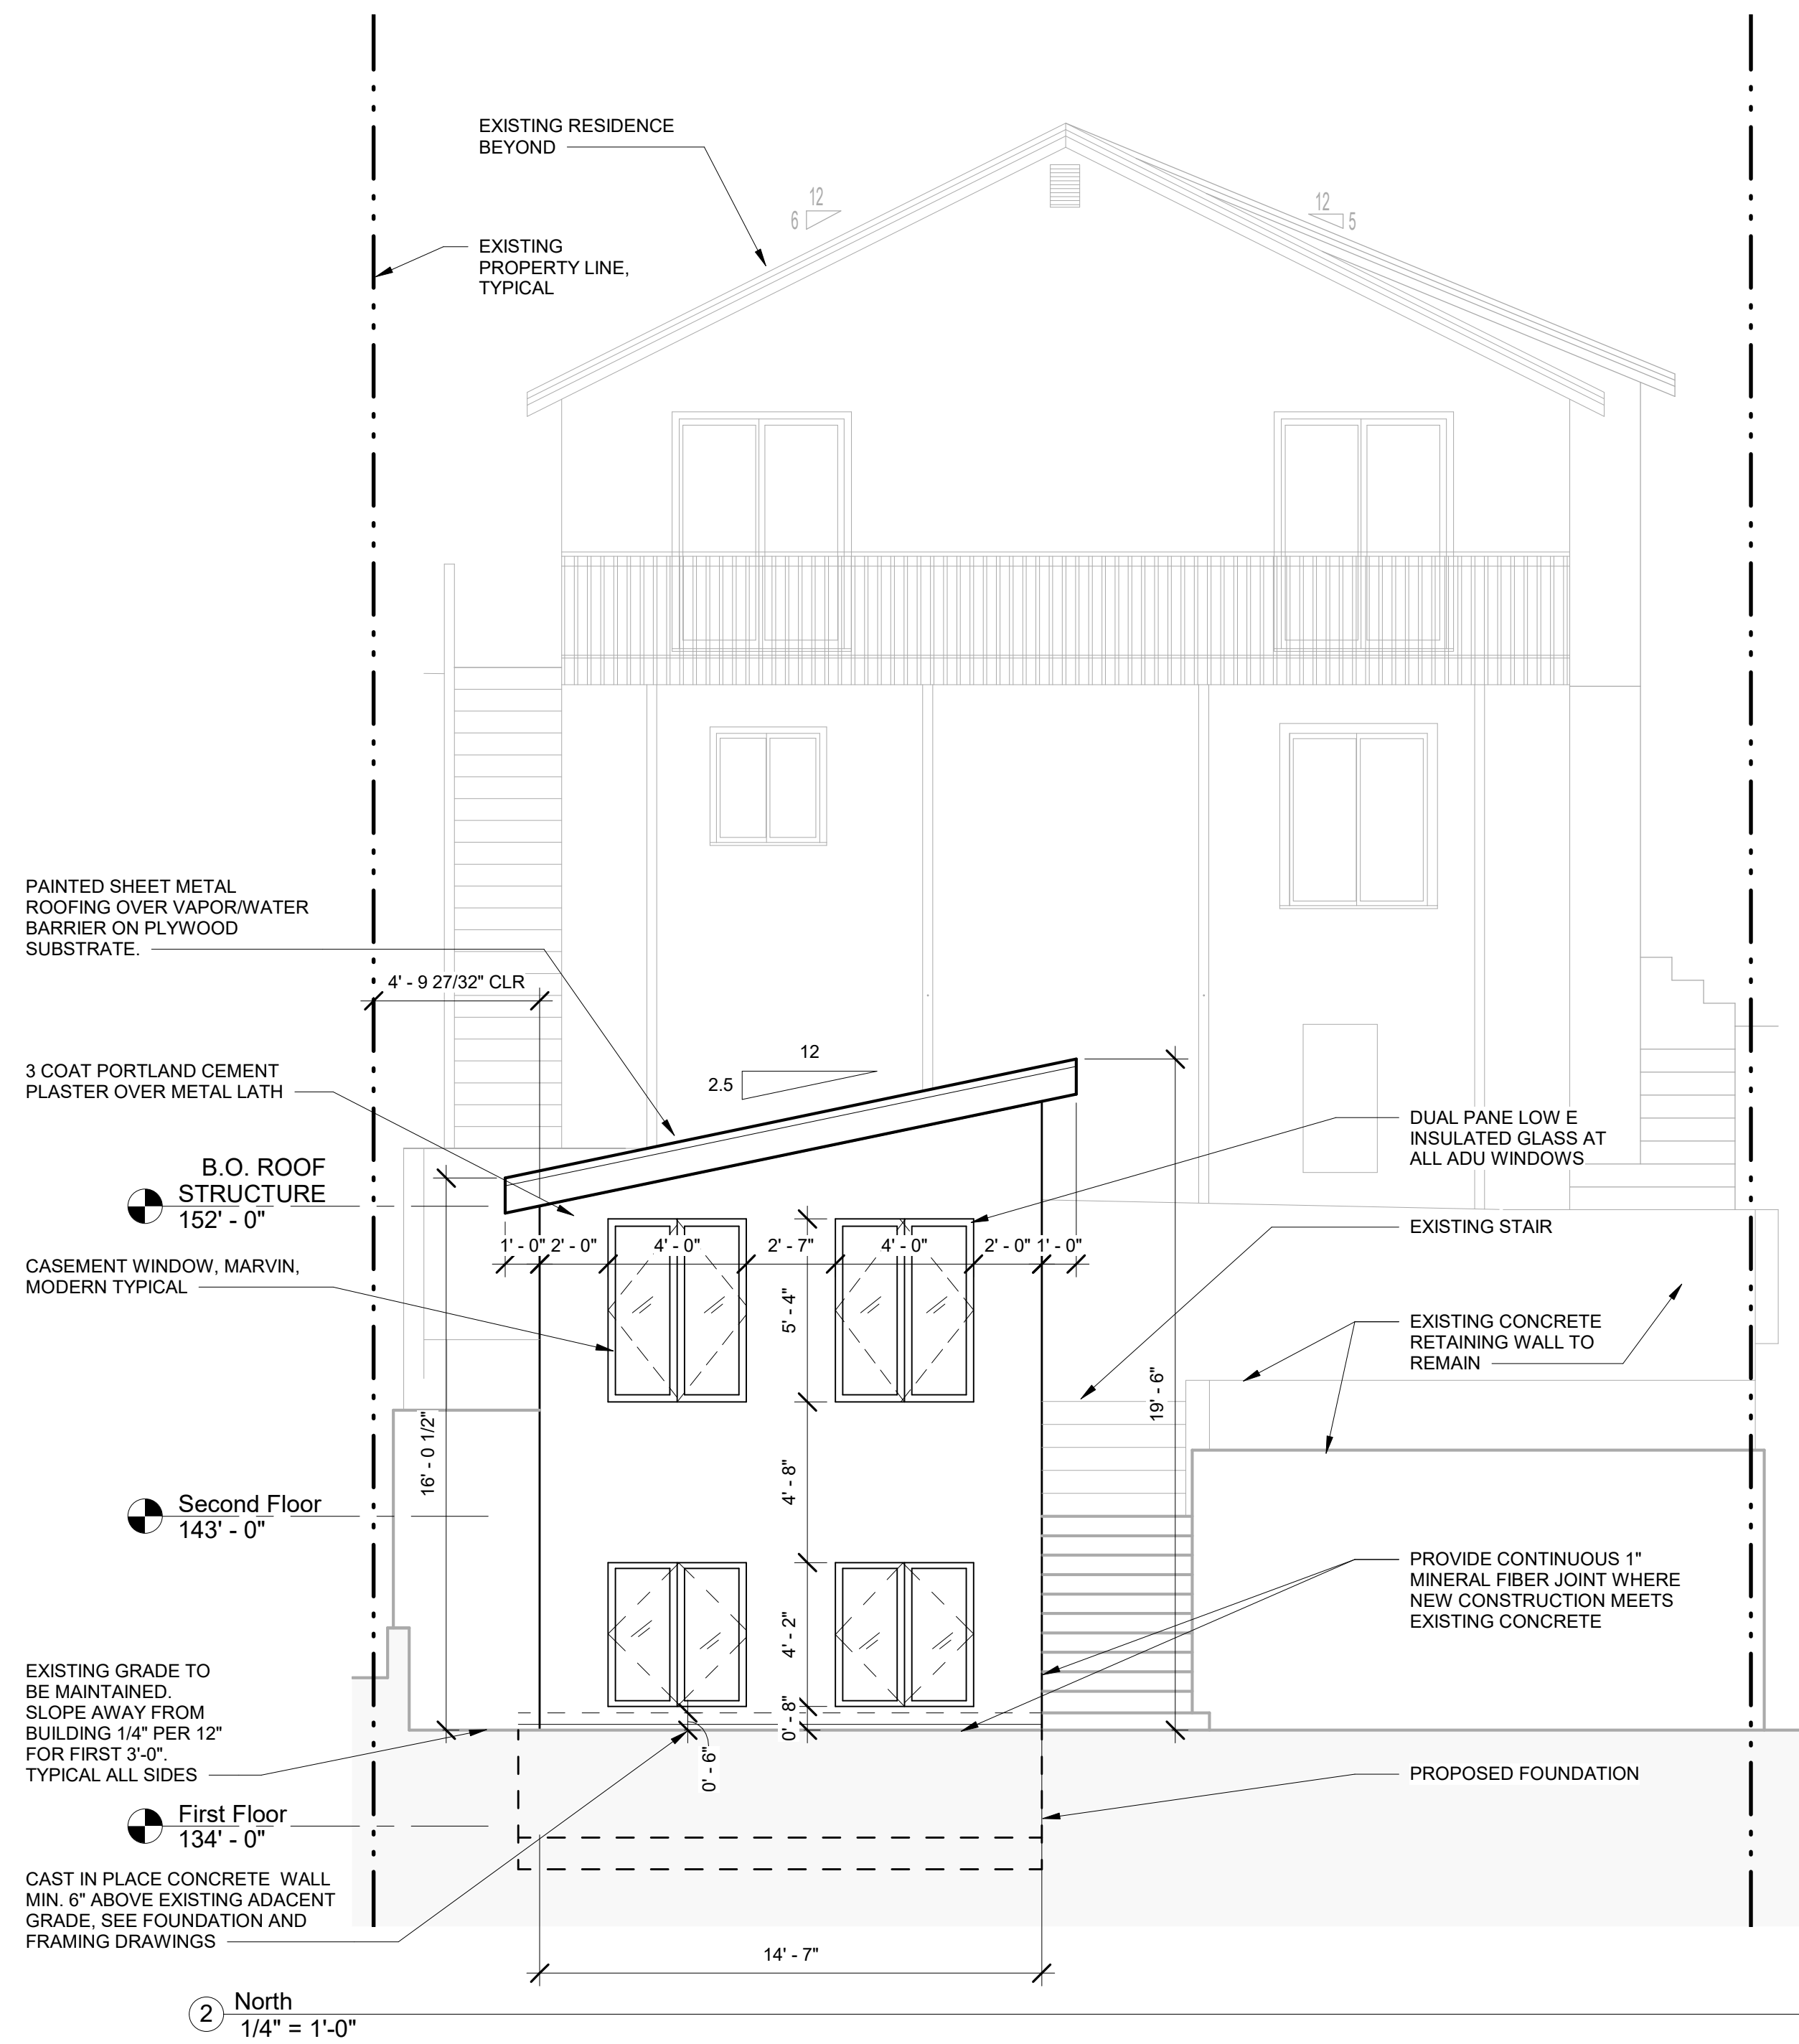 EXISTING RESIDENCE
BEYOND
12
6
12
5
EXISTING
PROPERTY LINE,
TYPICAL
PAINTED SHEET METAL
ROOFING OVER VAPOR/WATER
BARRIER ON PLYWOOD
SUBSTRATE.
4' - 9 27/32" CLR
12
2.5
3 COAT PORTLAND CEMENT
PLASTER OVER METAL LATH
DUAL PANE LOW E
INSULATED GLASS AT
ALL ADU WINDOWS
B.O. ROOF
STRUCTURE
152' - 0"
EXISTING STAIR
1' - 0"
2' - 0"
4' - 0"
2' - 7"
4' - 0"
2' - 0"
1' - 0"
CASEMENT WINDOW, MARVIN,
MODERN TYPICAL
5' - 4"
EXISTING CONCRETE
RETAINING WALL TO
REMAIN
19' - 6"
16' - 0 1/2"
4' - 8"
Second Floor
143' - 0"
PROVIDE CONTINUOUS 1"
MINERAL FIBER JOINT WHERE
NEW CONSTRUCTION MEETS
EXISTING CONCRETE
4' - 2"
EXISTING GRADE TO
BE MAINTAINED.
SLOPE AWAY FROM
BUILDING 1/4" PER 12"
FOR FIRST 3'-0".
TYPICAL ALL SIDES
0' - 8"
0' - 6"
PROPOSED FOUNDATION
First Floor
134' - 0"
CAST IN PLACE CONCRETE WALL
MIN. 6" ABOVE EXISTING ADACENT
GRADE, SEE FOUNDATION AND
FRAMING DRAWINGS
14' - 7"
2
North
1/4" = 1'-0"